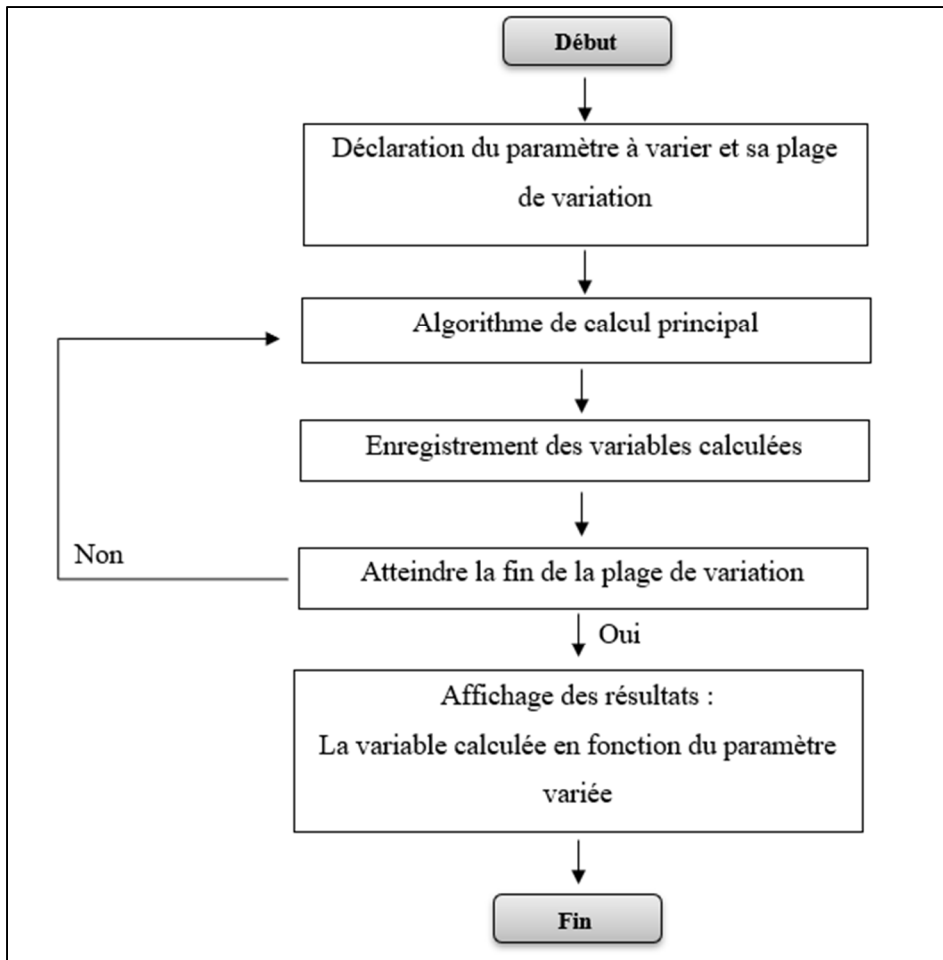 Début
Déclaration du paramètre à varier et sa plage
de variation
Algorithme de calcul principal
Enregistrement des variables calculées
Non
Atteindre la fin de la plage de variation
Oui
Affichage des résultats :
La variable calculée en fonction du paramètre
variée
Fin